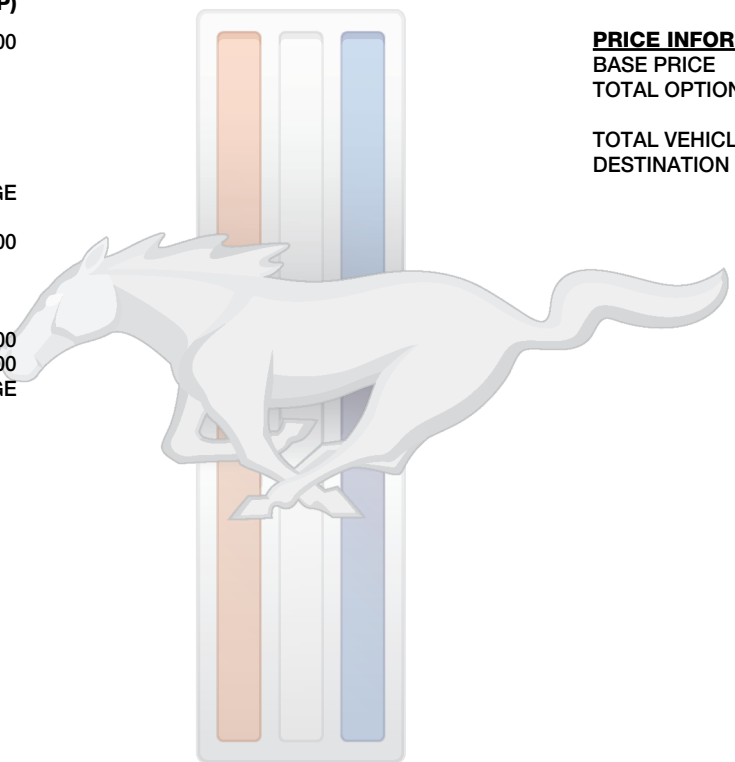 P)
00
GE
00
00
00
GE
PRICE INFOR
BASE PRICE
TOTAL OPTION
TOTAL VEHICL
DESTINATION